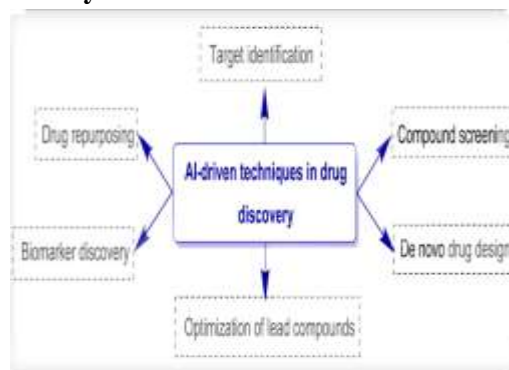 Target identification
Drug repurposing
Compound screening
AI-driven techniques in drug
discovery
Biomarker discovery
De novo drug design
Optimization of lead compounds